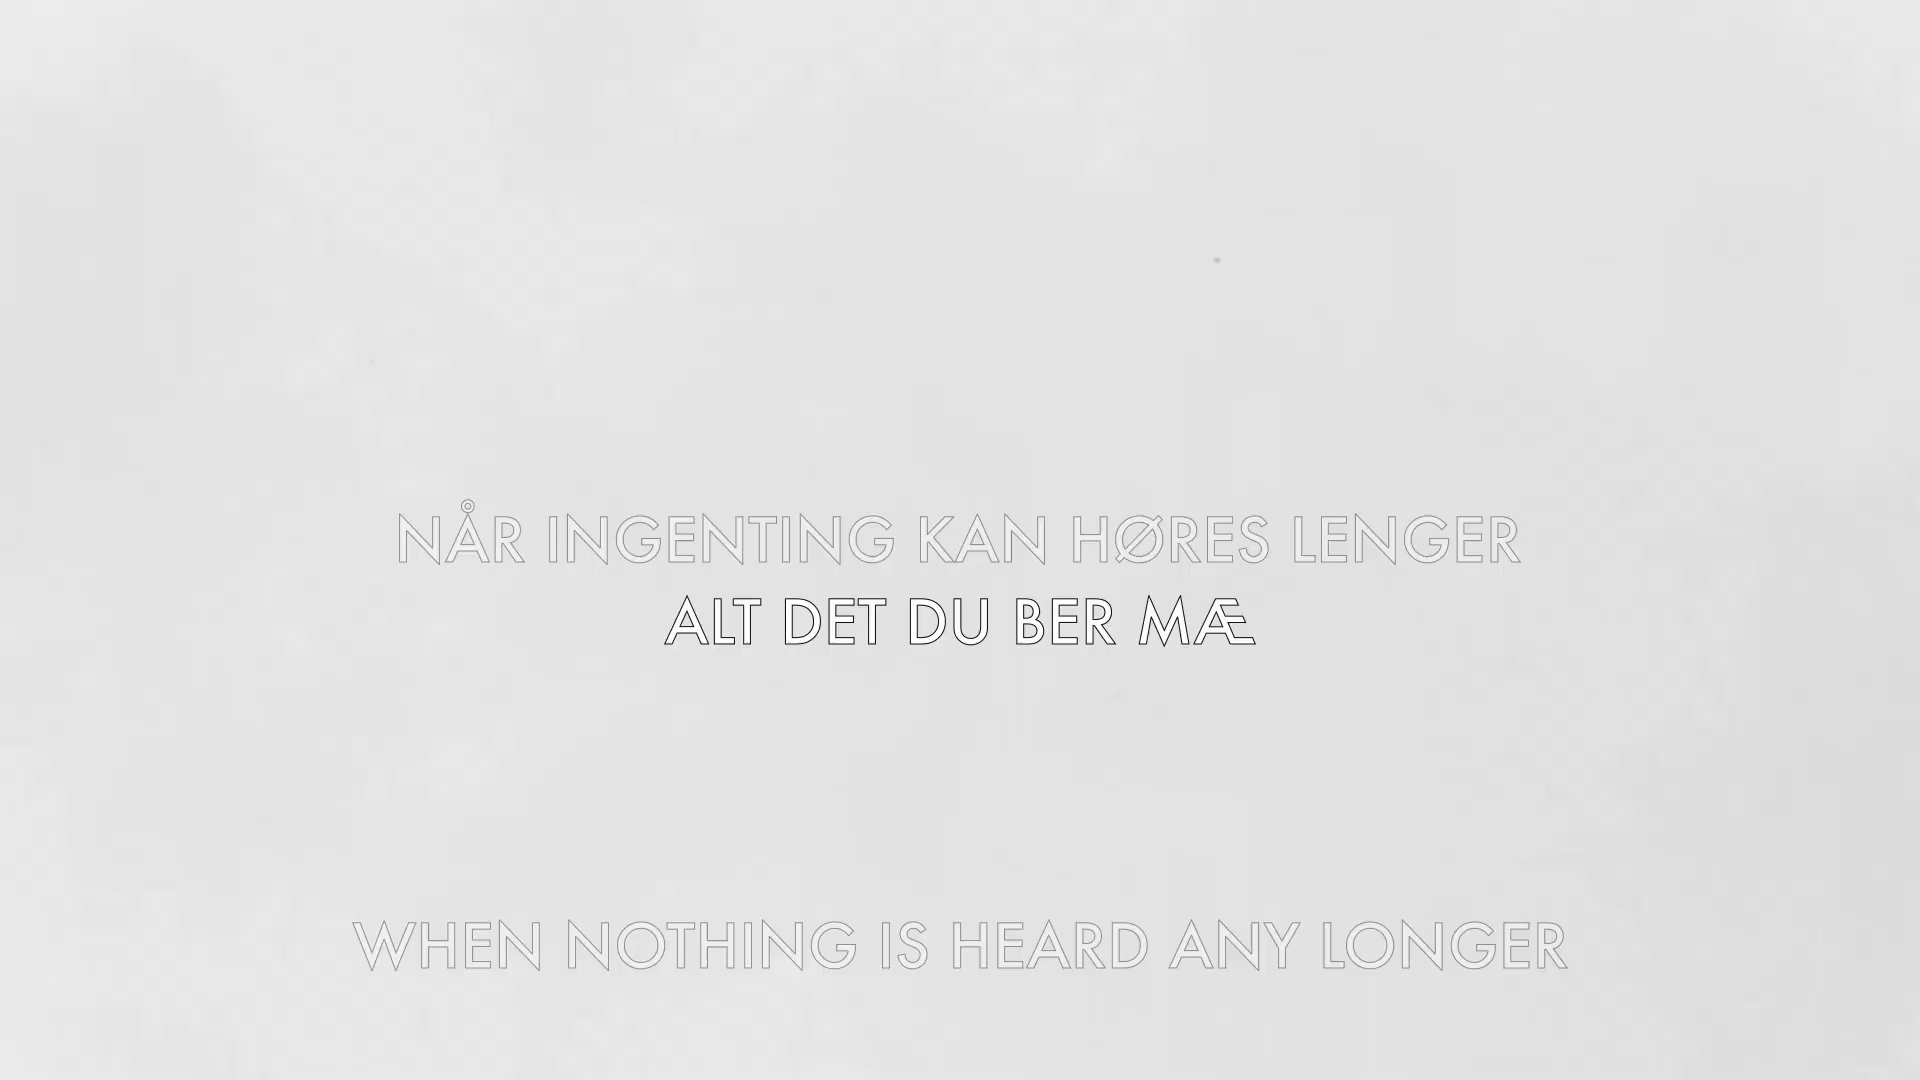 NÅR INGENTING KAN HØRES LENGER
ALT DET DU BER MÆ
WHEN NOTHING IS HEARD ANY LONGER